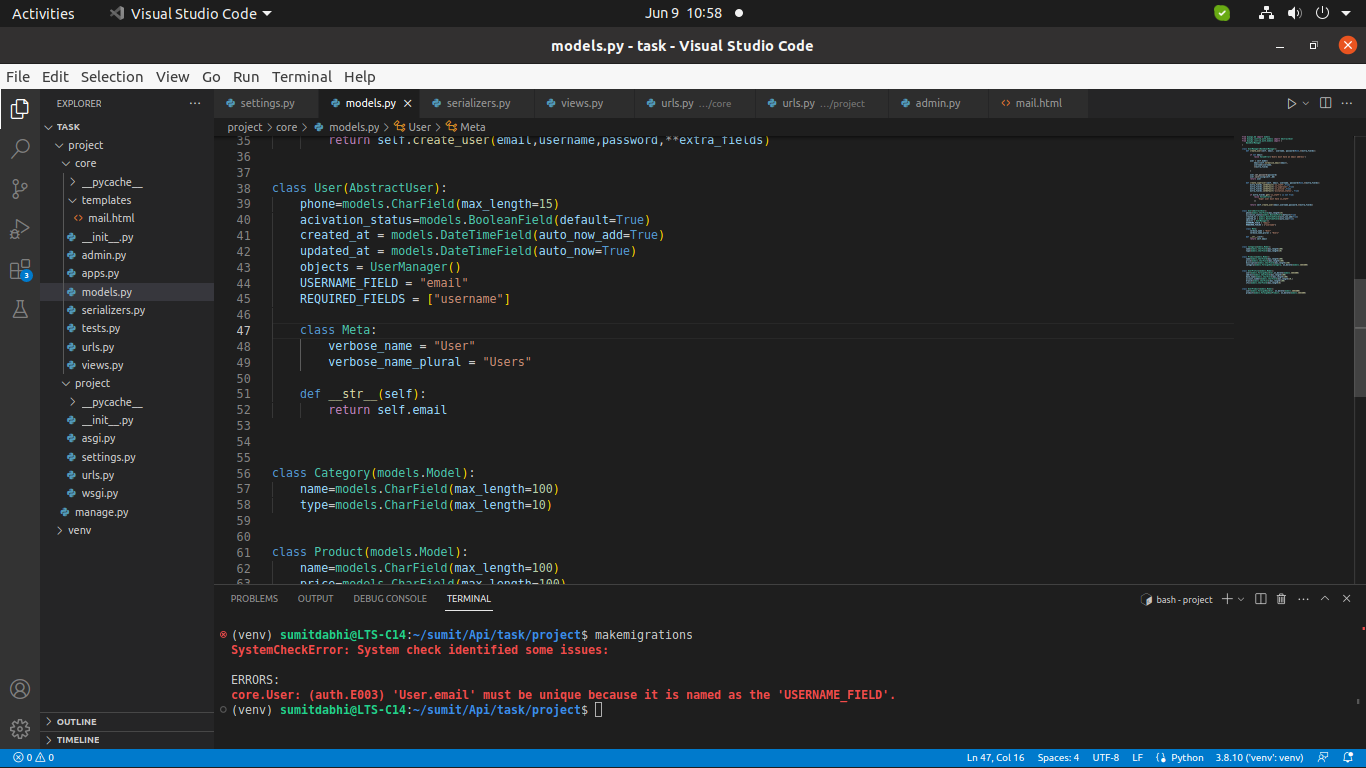 Activities
Visual Studio Code
Jun 9 10:58
models.py - task - Visual Studio Code
File Edit Selection View Go Run Terminal Help
EXPLORER
settings.py
models.py
serializers.py
views.py
urls.py .../core
urls.py .../project
admin.py
mail.html
project > core > models.py > User > Meta
TASK
project
core
__pycache__
templates
mail.html
__init__.py
admin.py
apps.py
models.py
serializers.py
tests.py
urls.py
views.py
project
__pycache__
__init__.py
asgi.py
settings.py
urls.py
wsgi.py
manage.py
venv
OUTLINE
TIMELINE
3
35 return self.create_user(email,username,password,**extra_fields)
36
37
38 class User(AbstractUser):
39 phone=models.CharField(max_length=15)
40 acivation_status=models.BooleanField(default=True)
41 created_at = models.DateTimeField(auto_now_add=True)
42 updated_at = models.DateTimeField(auto_now=True)
43 objects = UserManager()
44 USERNAME_FIELD = "email"
45 REQUIRED_FIELDS = ["username"]
46
47 class Meta:
48 verbose_name = "User"
49 verbose_name_plural = "Users"
50
51 def __str__(self):
52 return self.email
53
54
55
56 class Category(models.Model):
57 name=models.CharField(max_length=100)
58 type=models.CharField(max_length=10)
59
60
61 class Product(models.Model):
62 name=models.CharField(max_length=100)
63 price=models.CharField(max_length=100)
PROBLEMS OUTPUT DEBUG CONSOLE TERMINAL
bash - project
(venv) sumitdabhi@LTS-C14:~/sumit/Api/task/project$ makemigrations
SystemCheckError: System check identified some issues:
ERRORS:
core.User: (auth.E003) 'User.email' must be unique because it is named as the 'USERNAME_FIELD'.
(venv) sumitdabhi@LTS-C14:~/sumit/Api/task/project$
0 0
Ln 47, Col 16 Spaces: 4 UTF-8 LF Python 3.8.10 ('venv': venv)